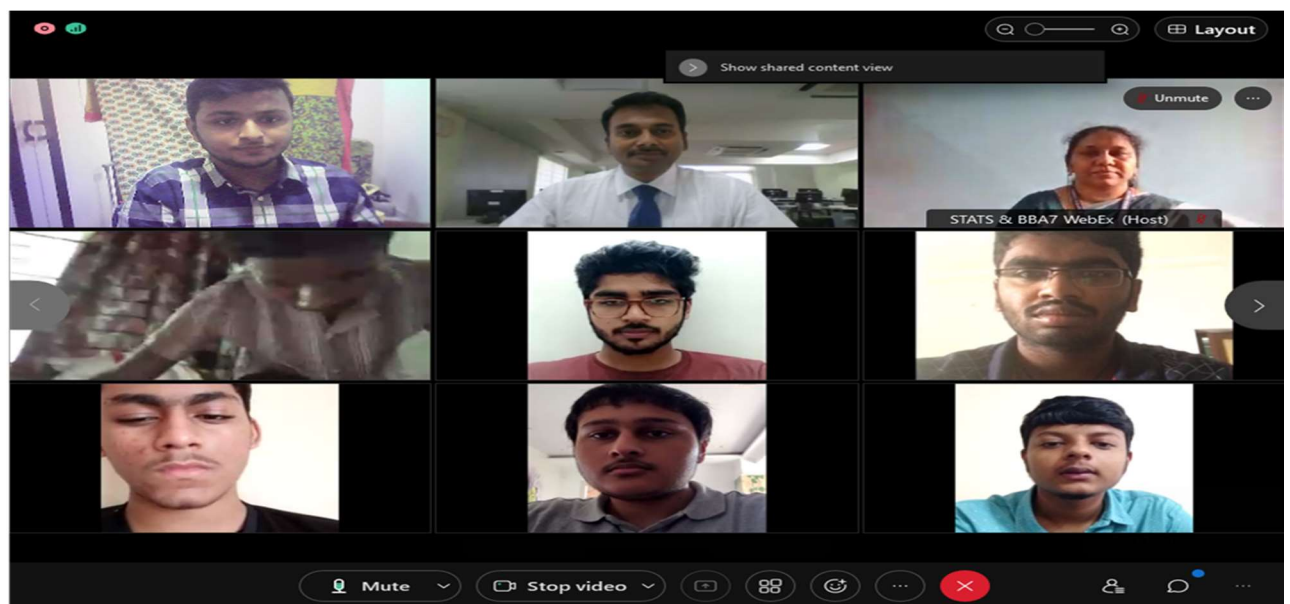 Layout
Show shared content view
Unmute
STATS & BBA7 WebEx (Host)
Mute
Stop video